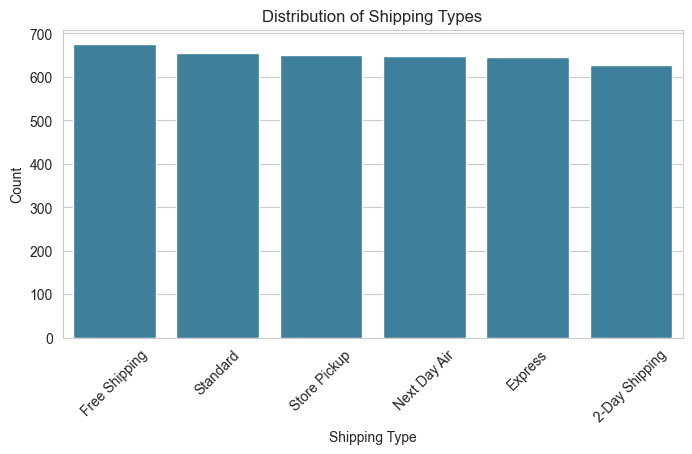 Distribution of Shipping Types
Count
700
600
500
400
300
200
100
0
Free Shipping
Standard
Store Pickup
Next Day Air
Express
2-Day Shipping
Shipping Type